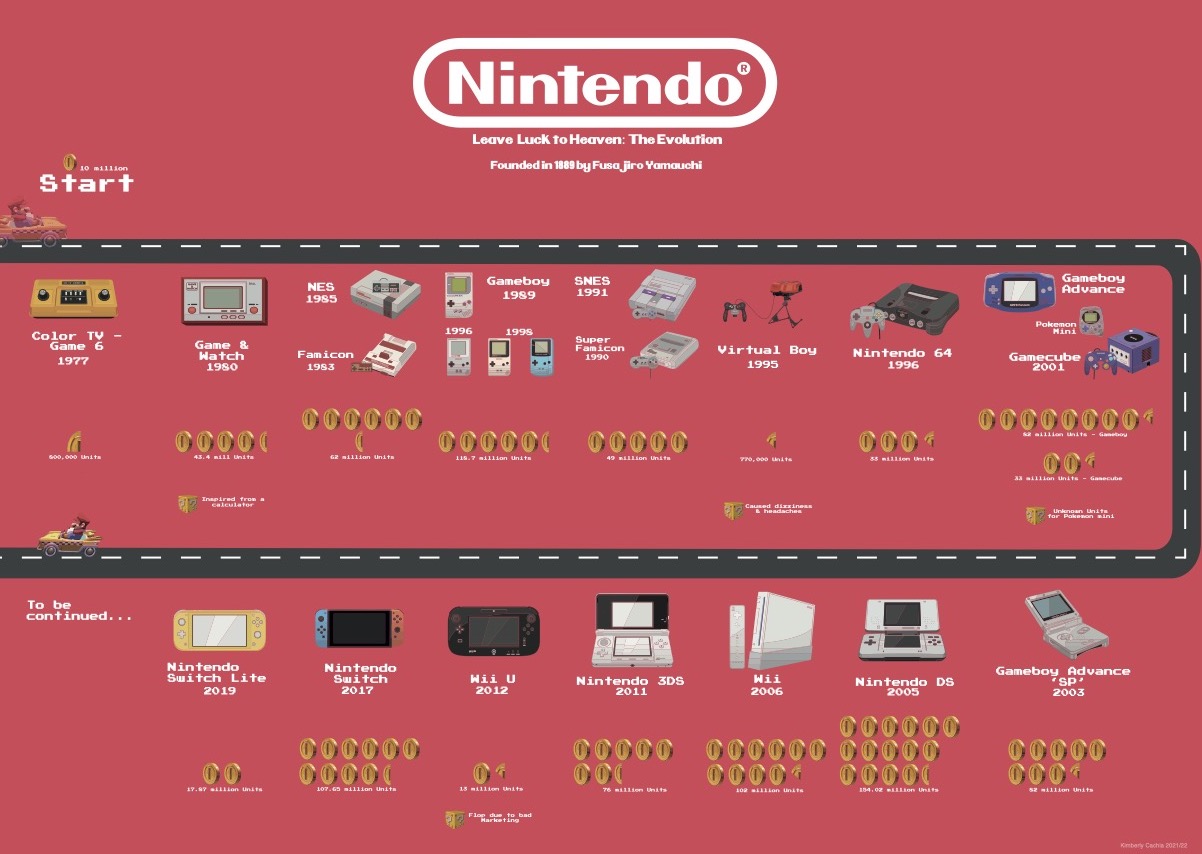 Nintendo®
Leave Luck to Heaven: The Evolution
Founded in 1889 by Fusajiro Yamauchi
10 million
Start
Color TV -
Game 6
1977
800,000 Units
Game &
Watch
1980
43.4 mill Units
Inspired from a
calculator
NES
1985
Famicon
1983
62 million Units
Gameboy
1989
1996
1998
118.7 million Units
SNES
1991
Super
Famicon
1990
49 million Units
Virtual Boy
1995
770,000 Units
Caused dizziness
& headaches
Nintendo 64
1996
33 million Units
Gameboy
Advance
Pokemon
Mini
Gamecube
2001
82 million Units - Gameboy
33 million Units - Gamecube
Unknown Units
for Pokemon mini
To be
continued...
Nintendo
Switch Lite
2019
17.87 million Units
Nintendo
Switch
2017
107.65 million Units
Wii U
2012
13 million Units
Flop due to bad
Marketing
Nintendo 3DS
2011
76 million Units
Wii
2006
102 million Units
Nintendo DS
2005
154.02 million Units
Gameboy Advance
'SP'
2003
82 million Units
Kimberly Cachia 2021/22